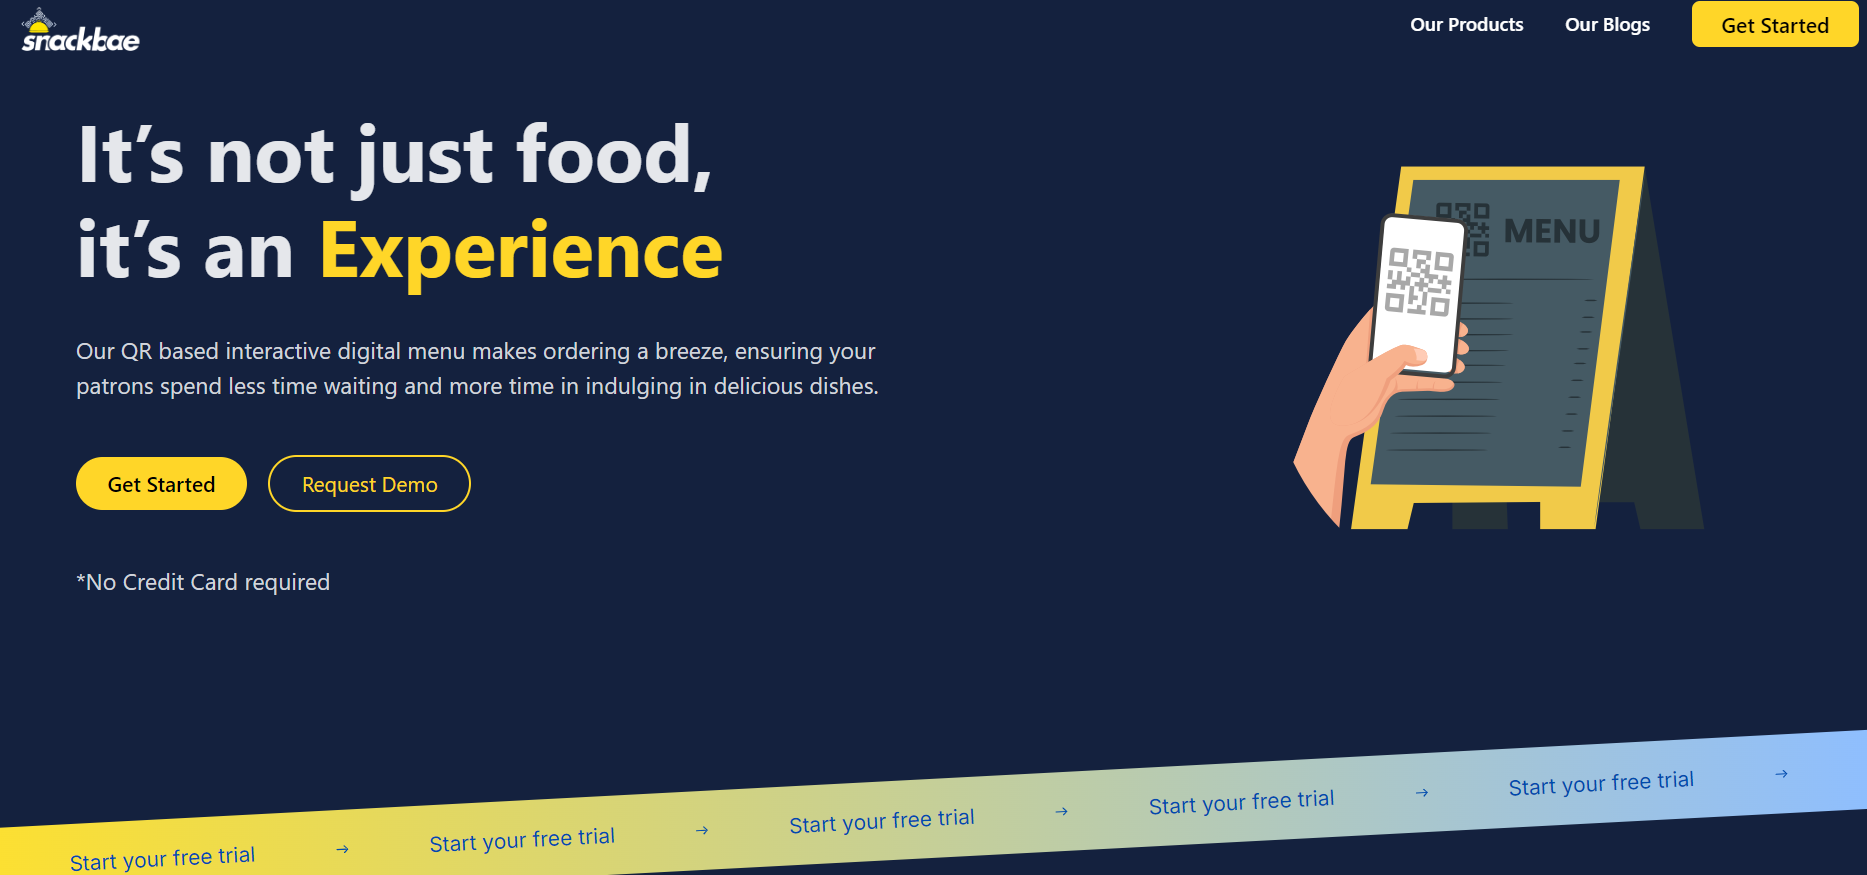 snackbae
Our Products
Our Blogs
Get Started
It’s not just food,
it’s an Experience
Our QR based interactive digital menu makes ordering a breeze, ensuring your
patrons spend less time waiting and more time in indulging in delicious dishes.
Get Started
Request Demo
*No Credit Card required
MENU
Start your free trial →
Start your free trial →
Start your free trial →
Start your free trial →
Start your free trial →